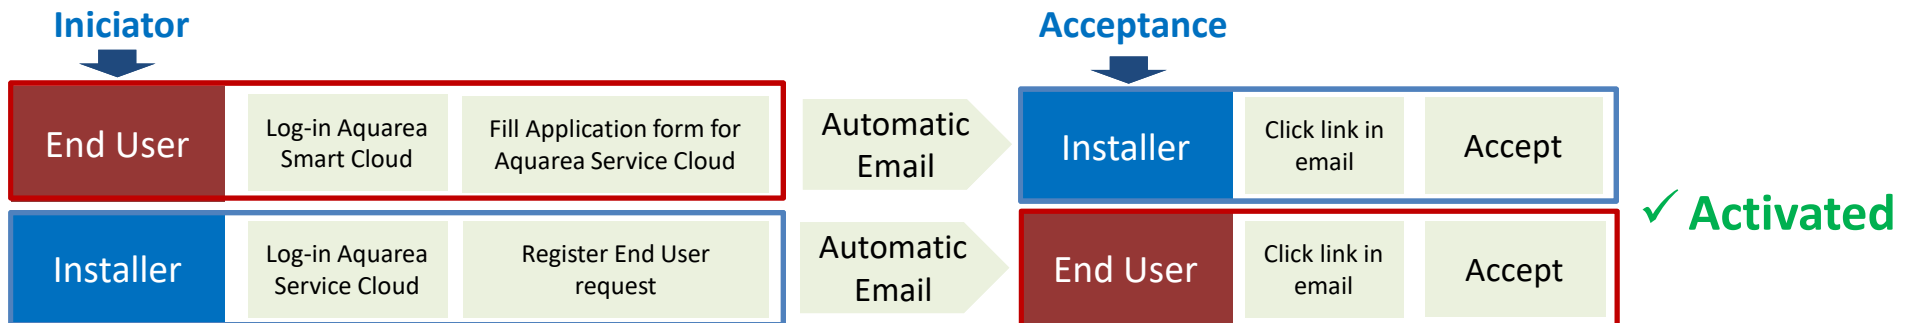 Iniciator
Acceptance
End User
Log-in Aquarea
Smart Cloud
Fill Application form for
Aquarea Service Cloud
Automatic
Email
Installer
Click link in
email
Accept
Installer
Log-in Aquarea
Service Cloud
Register End User
request
Automatic
Email
End User
Click link in
email
Accept
✓ Activated